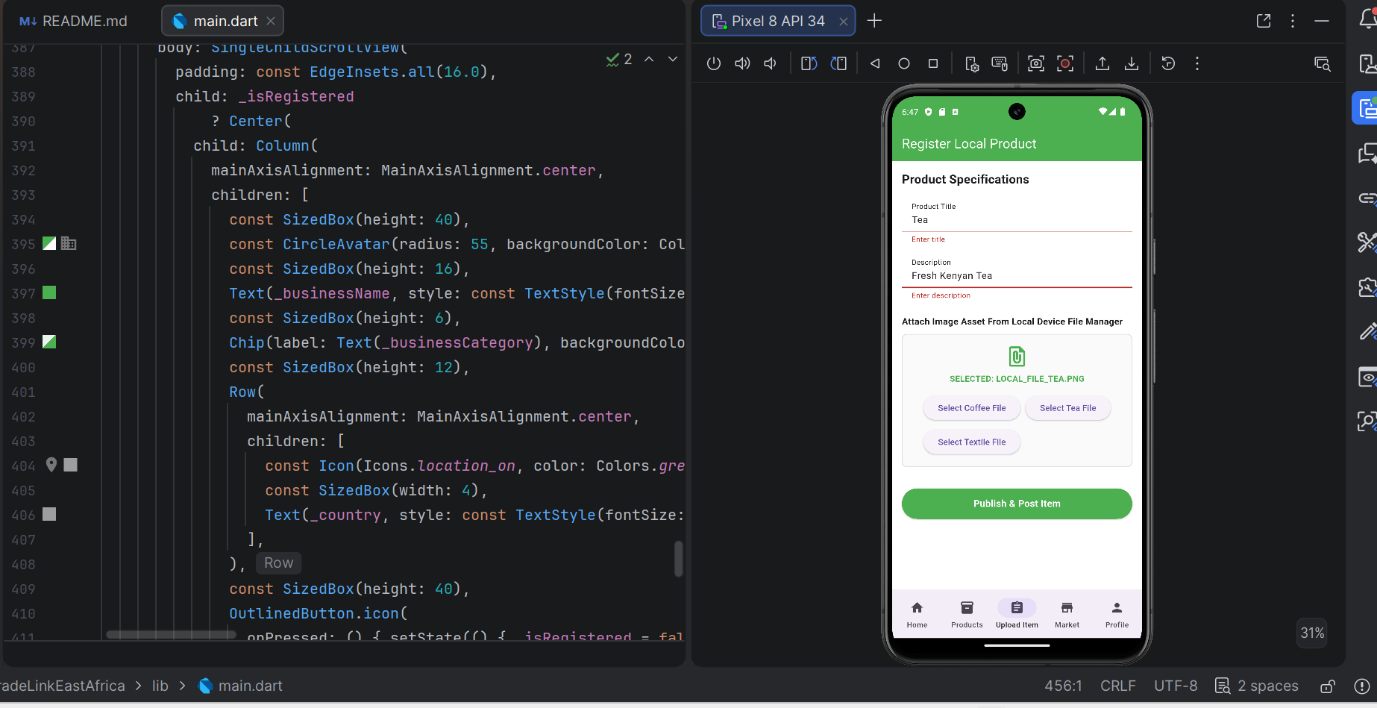 README.md
main.dart
387 body: SingleChildScrollView(
388 padding: const EdgeInsets.all(16.0),
389 child: _isRegistered
390 ? Center(
391 child: Column(
392 mainAxisAlignment: MainAxisAlignment.center,
393 children: [
394 const SizedBox(height: 40),
395 const CircleAvatar(radius: 55, backgroundColor: Col
396 const SizedBox(height: 16),
397 Text(_businessName, style: const TextStyle(fontSize
398 const SizedBox(height: 6),
399 Chip(label: Text(_businessCategory), backgroundColo
400 const SizedBox(height: 12),
401 Row(
402 mainAxisAlignment: MainAxisAlignment.center,
403 children: [
404 const Icon(Icons.location_on, color: Colors.gre
405 const SizedBox(width: 4),
406 Text(_country, style: const TextStyle(fontSize:
407 ],
408 ), Row
409 const SizedBox(height: 40),
410 OutlinedButton.icon(
411 onPressed: () { setState(() { _isRegistered = fal
2
Pixel 8 API 34
6:47
Register Local Product
Product Specifications
Product Title
Tea
Enter title
Description
Fresh Kenyan Tea
Enter description
Attach Image Asset From Local Device File Manager
SELECTED: LOCAL_FILE_TEA.PNG
Select Coffee File
Select Tea File
Select Textile File
Publish & Post Item
Home
Products
Upload Item
Market
Profile
31%
radeLinkEastAfrica > lib > main.dart
456:1 CRLF UTF-8 2 spaces